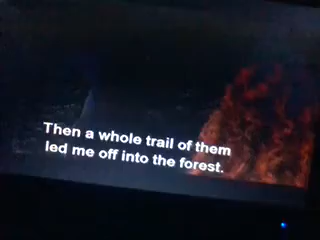 Then a whole trail of them
led me off into the forest.